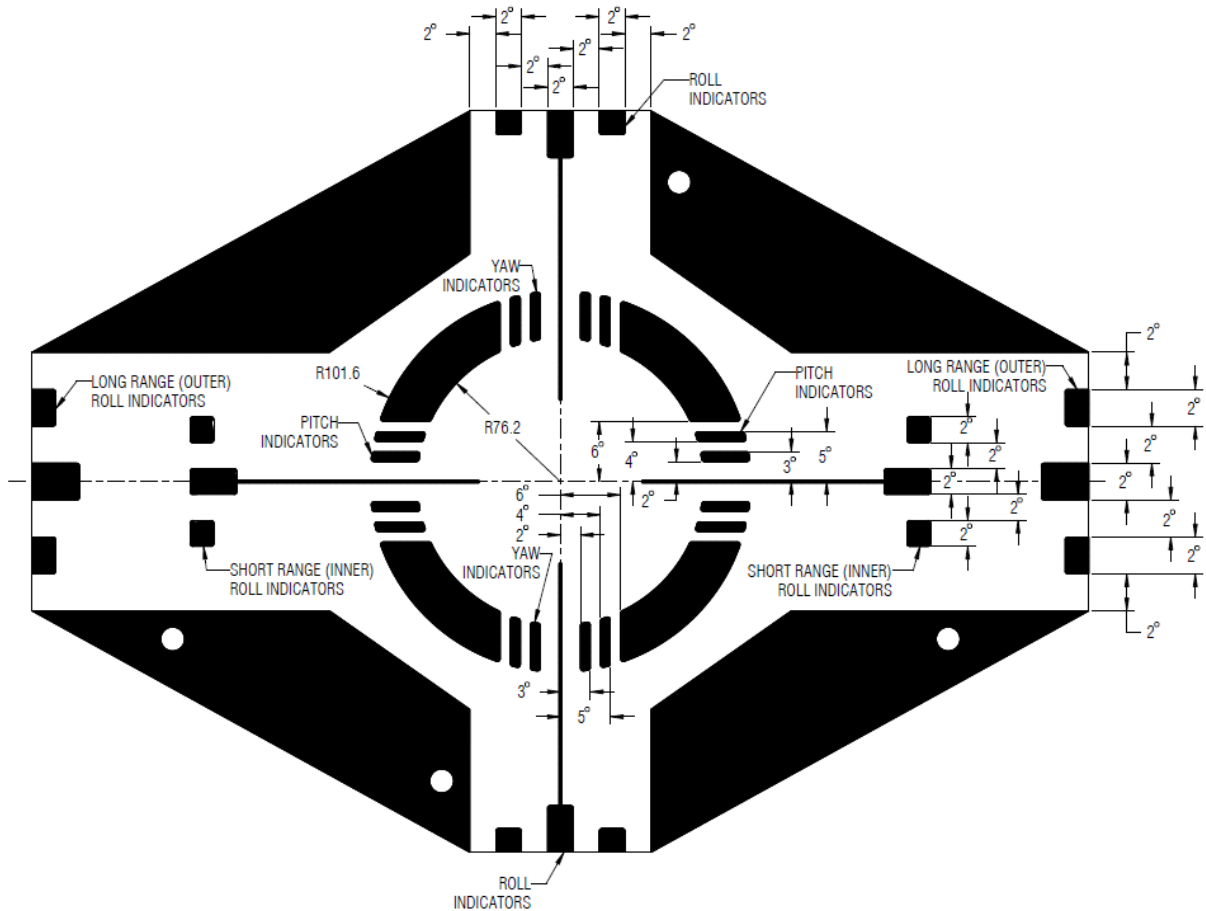 2°
2°
2°
2°
2°
2°
2°
ROLL
INDICATORS
YAW
INDICATORS
2°
LONG RANGE (OUTER)
ROLL INDICATORS
R101.6
PITCH
INDICATORS
LONG RANGE (OUTER)
ROLL INDICATORS
PITCH
INDICATORS
R76.2
6°
4°
3°
5°
2°
2°
2°
2°
2°
2°
2°
2°
2°
2°
2°
6°
4°
2°
SHORT RANGE (INNER)
ROLL INDICATORS
YAW
INDICATORS
SHORT RANGE (INNER)
ROLL INDICATORS
2°
3°
5°
ROLL
INDICATORS